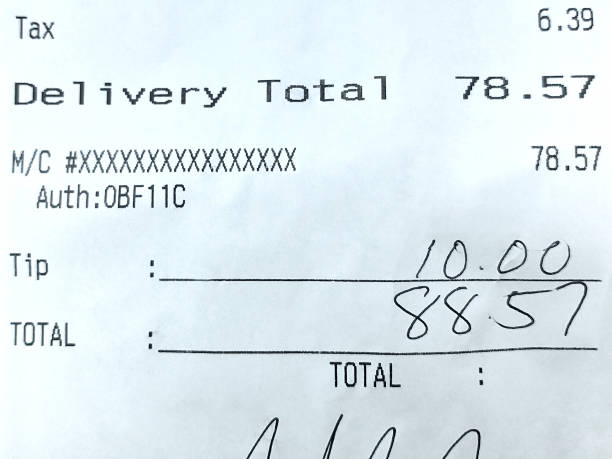 Tax 6.39
Delivery Total 78.57
M/C #XXXXXXXXXXXXXXXX 78.57
Auth:0BF11C
Tip : 10.00
TOTAL : 88.57
TOTAL :